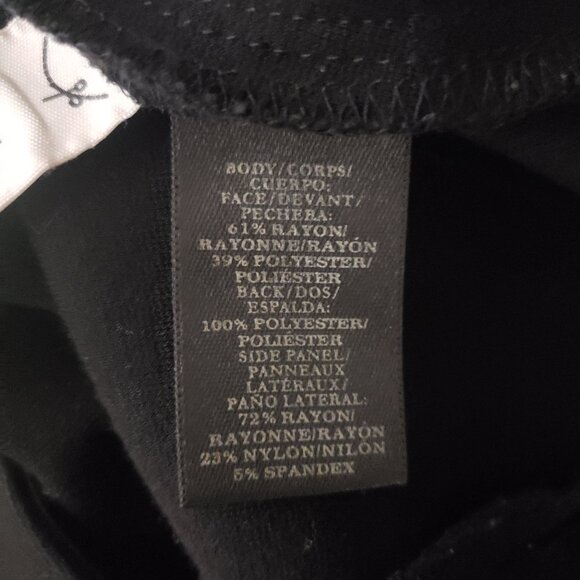 BODY/CORPS/
CUERPO:
FACE/DEVANT/
PECHERA:
61% RAYON/
RAYONNE/RAYÓN
39% POLYESTER/
POLIÉSTER
BACK/DOS/
ESPALDA:
100% POLYESTER/
POLIÉSTER
SIDE PANEL/
PANNEAUX
LATÉRAUX/
PAÑO LATERAL:
72% RAYON/
RAYONNE/RAYÓN
23% NYLON/NILÓN
5% SPANDEX